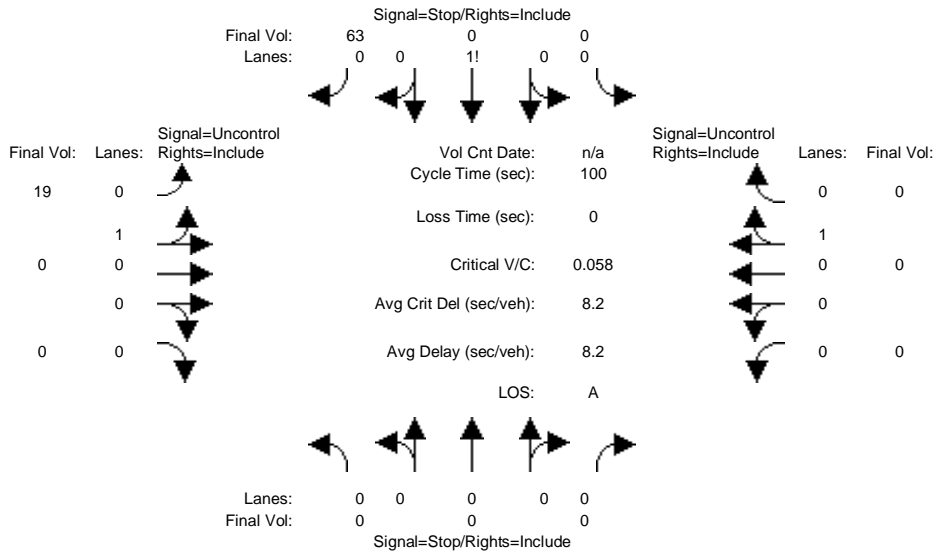 Signal=Stop/Rights=Include
Final Vol: 63 0 0
Lanes: 0 0 1! 0 0
Signal=Uncontrol Signal=Uncontrol
Final Vol: Lanes: Rights=Include Vol Cnt Date: n/a Rights=Include Lanes: Final Vol:
Cycle Time (sec): 100
19 0 0 0
Loss Time (sec): 0
1 1
0 0 Critical V/C: 0.058 0 0
0 Avg Crit Del (sec/veh): 8.2 0
0 0 Avg Delay (sec/veh): 8.2 0 0
LOS: A
Lanes: 0 0 0 0 0
Final Vol: 0 0 0
Signal=Stop/Rights=Include